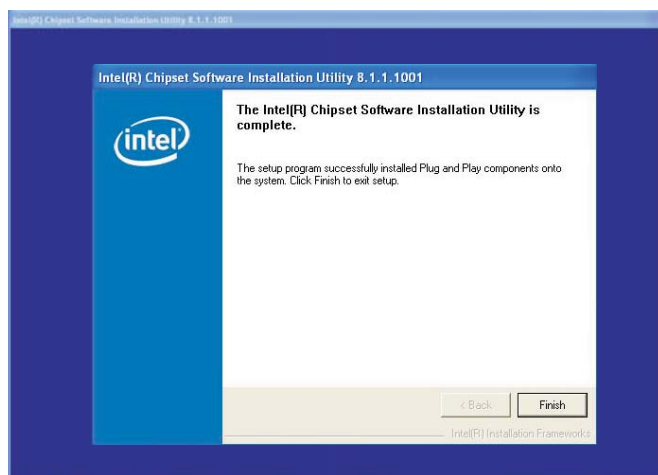 Intel(R) Chipset Software Installation Utility 8.1.1.1001
Intel(R) Chipset Software Installation Utility 8.1.1.1001
intel
The Intel(R) Chipset Software Installation Utility is
complete.
The setup program successfully installed Plug and Play components onto
the system. Click Finish to exit setup.
< Back
Finish
Intel(R) Installation Frameworks